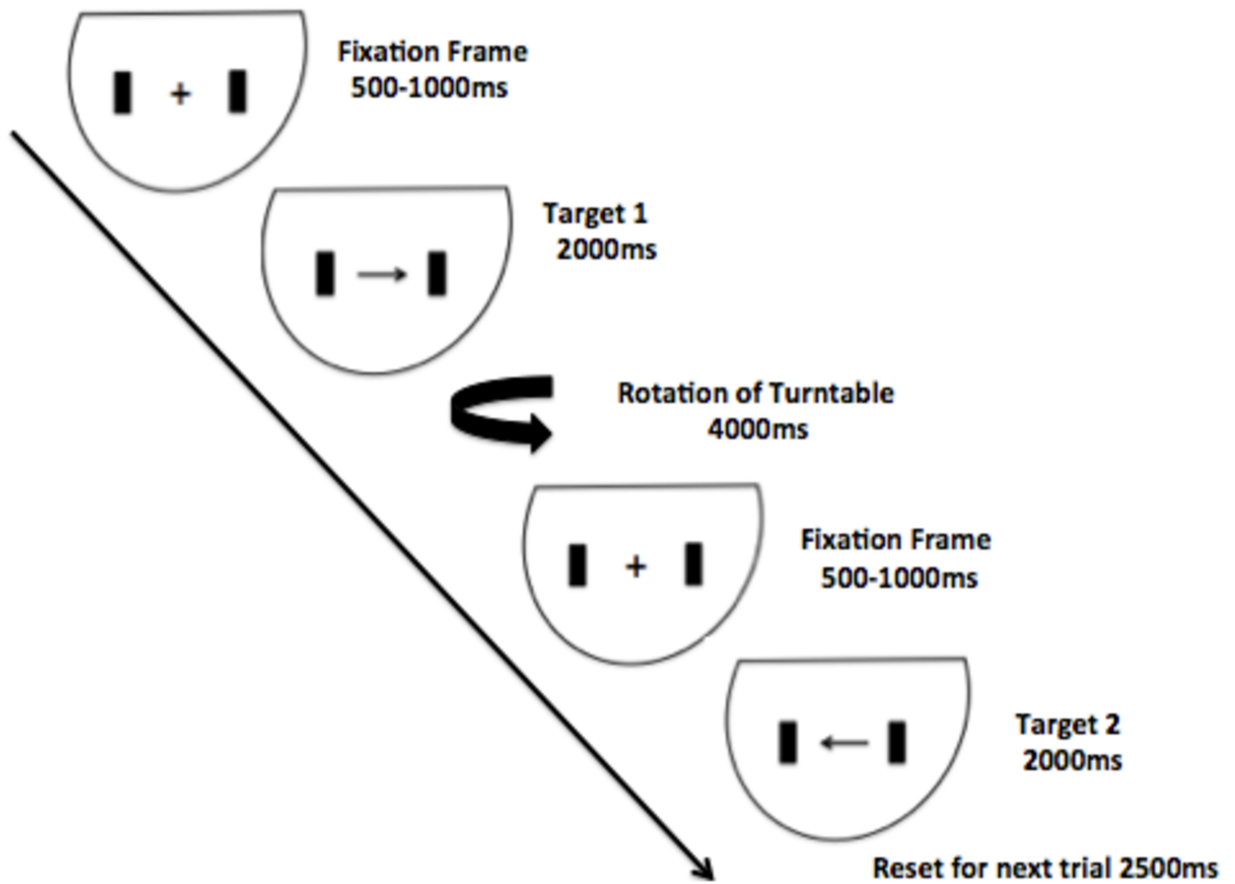 Fixation Frame
500-1000ms
Target 1
2000ms
Rotation of Turntable
4000ms
Fixation Frame
500-1000ms
Target 2
2000ms
Reset for next trial 2500ms